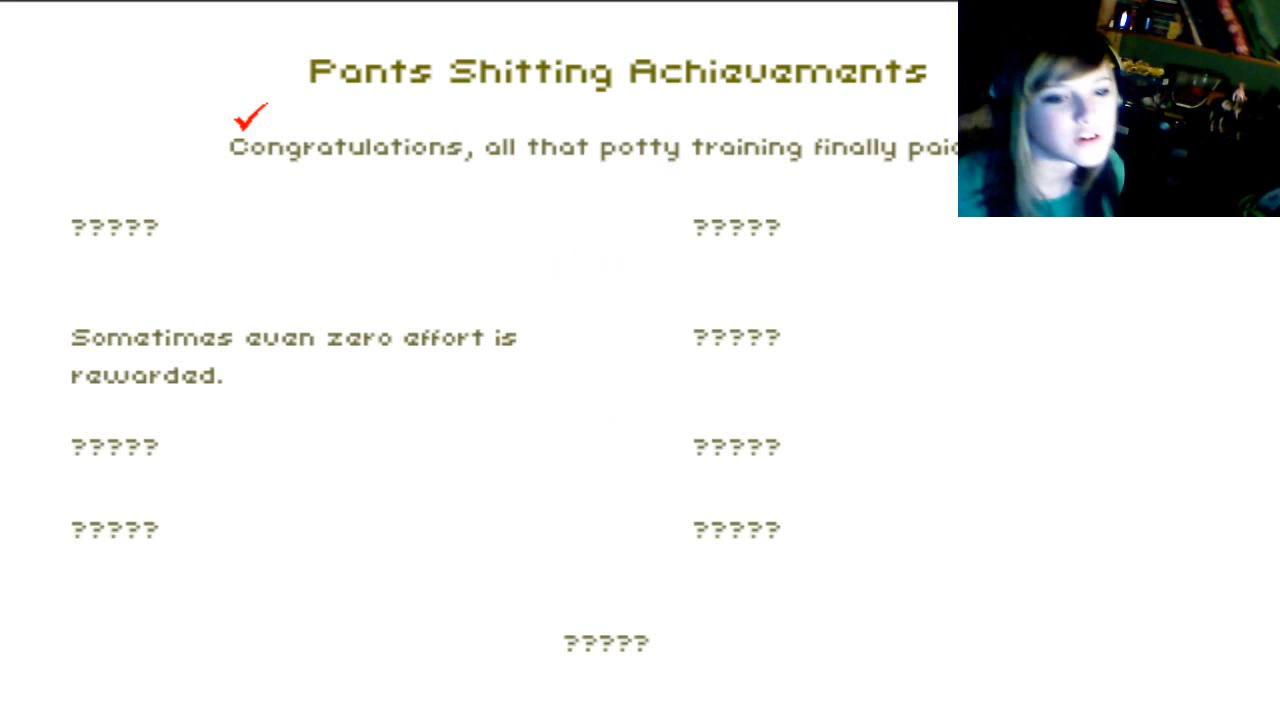 Pants Shitting Achievements
Congratulations, all that potty training finally
????? ?????
Sometimes even zero effort is ?????
rewarded.
????? ?????
????? ?????
?????